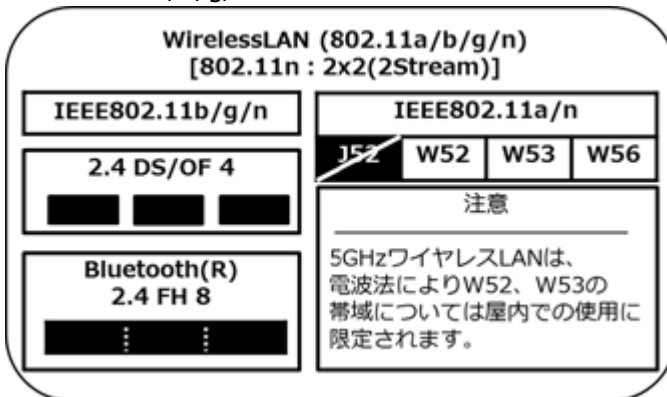 WirelessLAN (802.11a/b/g/n)
[802.11n : 2x2(2Stream)]
IEEE802.11b/g/n
2.4 DS/OF 4
Bluetooth(R)
2.4 FH 8
IEEE802.11a/n
J52 W52 W53 W56
注意
5GHzワイヤレスLANは、
電波法によりW52、W53の
帯域については屋内での使用に
限定されます。